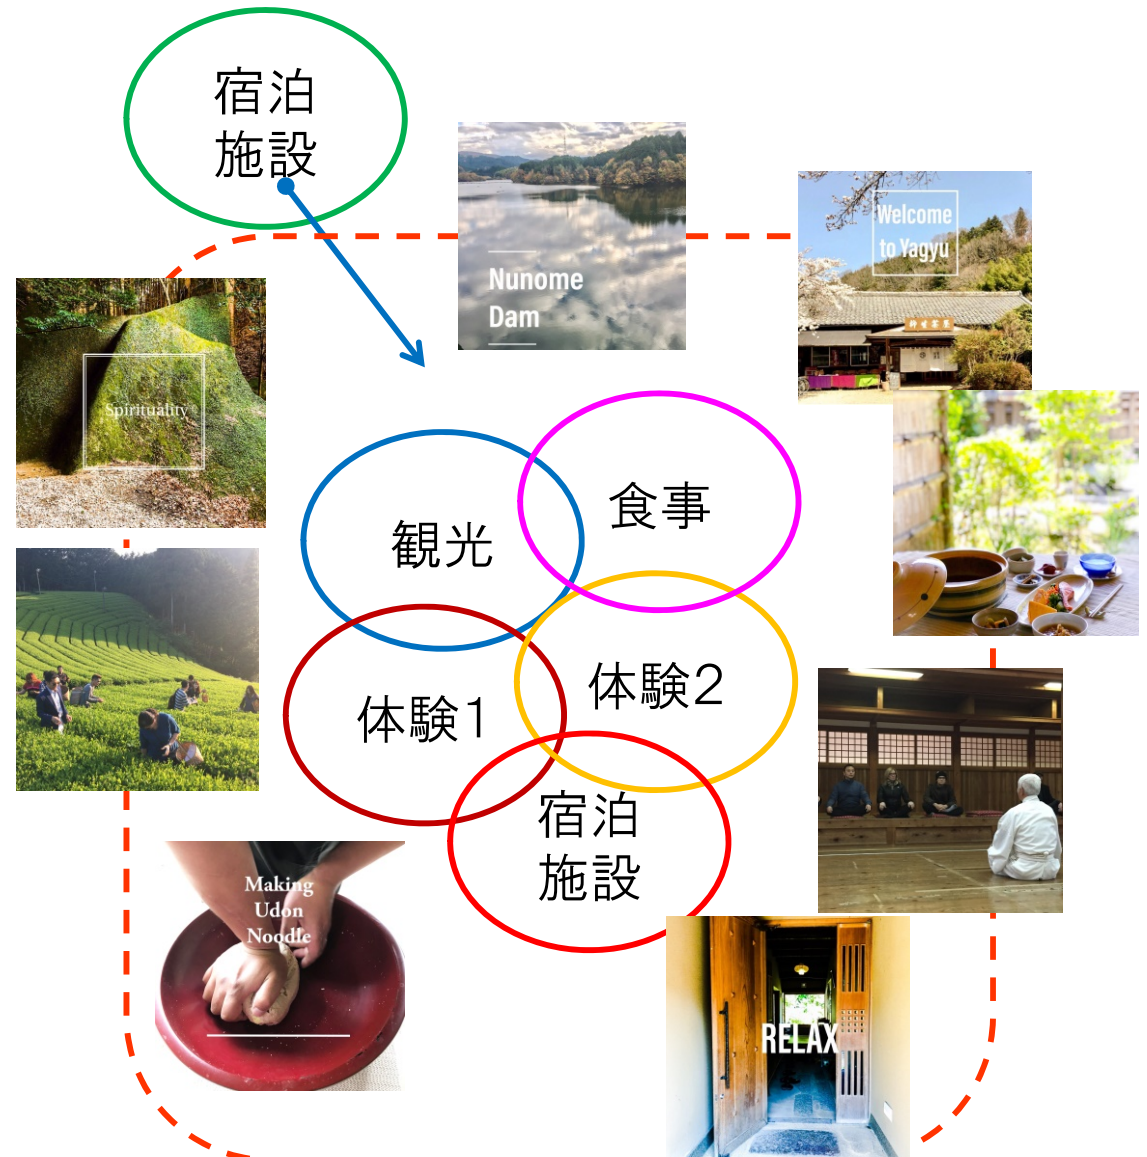 宿泊
施設
Nunome
Dam
Welcome
to Yagyu
Spirituality
観光
食事
体験1
体験2
宿泊
施設
Making
Udon
Noodle
RELAX